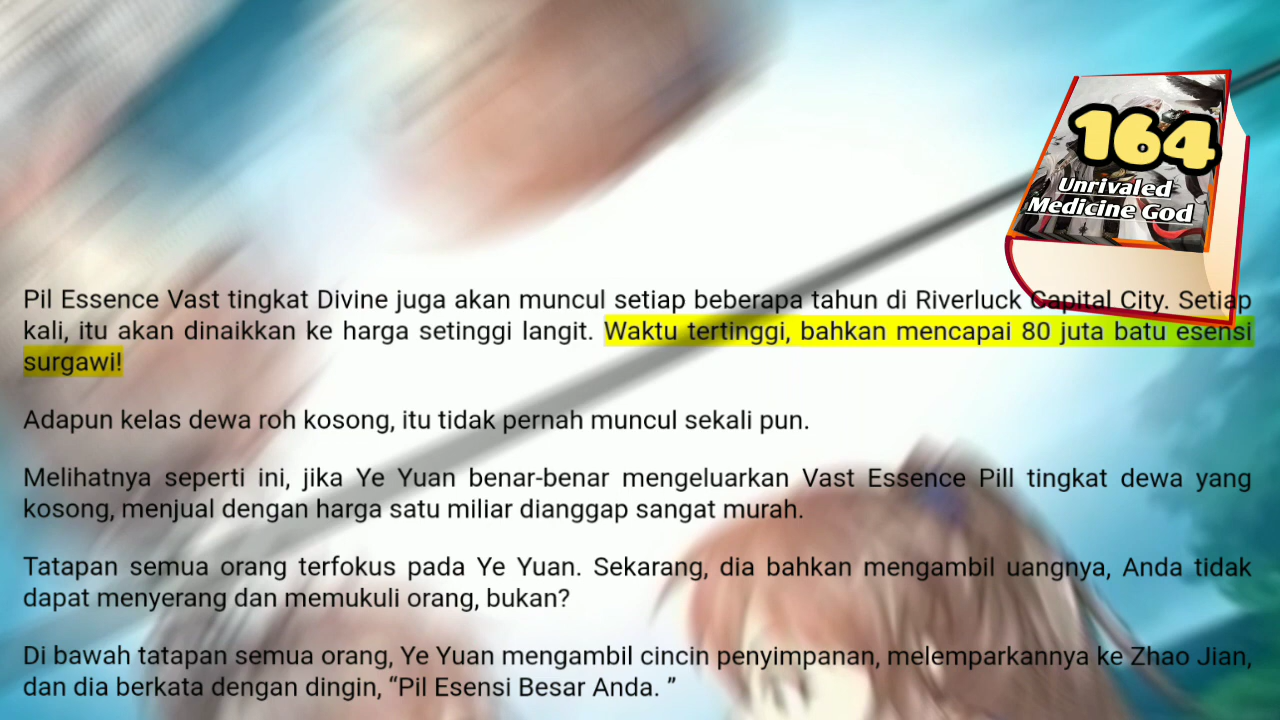 164
Unrivaled
Medicine God
Pil Essence Vast tingkat Divine juga akan muncul setiap beberapa tahun di Riverluck Capital City. Setiap
kali, itu akan dinaikkan ke harga setinggi langit. Waktu tertinggi, bahkan mencapai 80 juta batu esensi
surgawi!
Adapun kelas dewa roh kosong, itu tidak pernah muncul sekali pun.
Melihatnya seperti ini, jika Ye Yuan benar-benar mengeluarkan Vast Essence Pill tingkat dewa yang
kosong, menjual dengan harga satu miliar dianggap sangat murah.
Tatapan semua orang terfokus pada Ye Yuan. Sekarang, dia bahkan mengambil uangnya, Anda tidak
dapat menyerang dan memukuli orang, bukan?
Di bawah tatapan semua orang, Ye Yuan mengambil cincin penyimpanan, melemparkannya ke Zhao Jian,
dan dia berkata dengan dingin, “Pil Esensi Besar Anda. ”